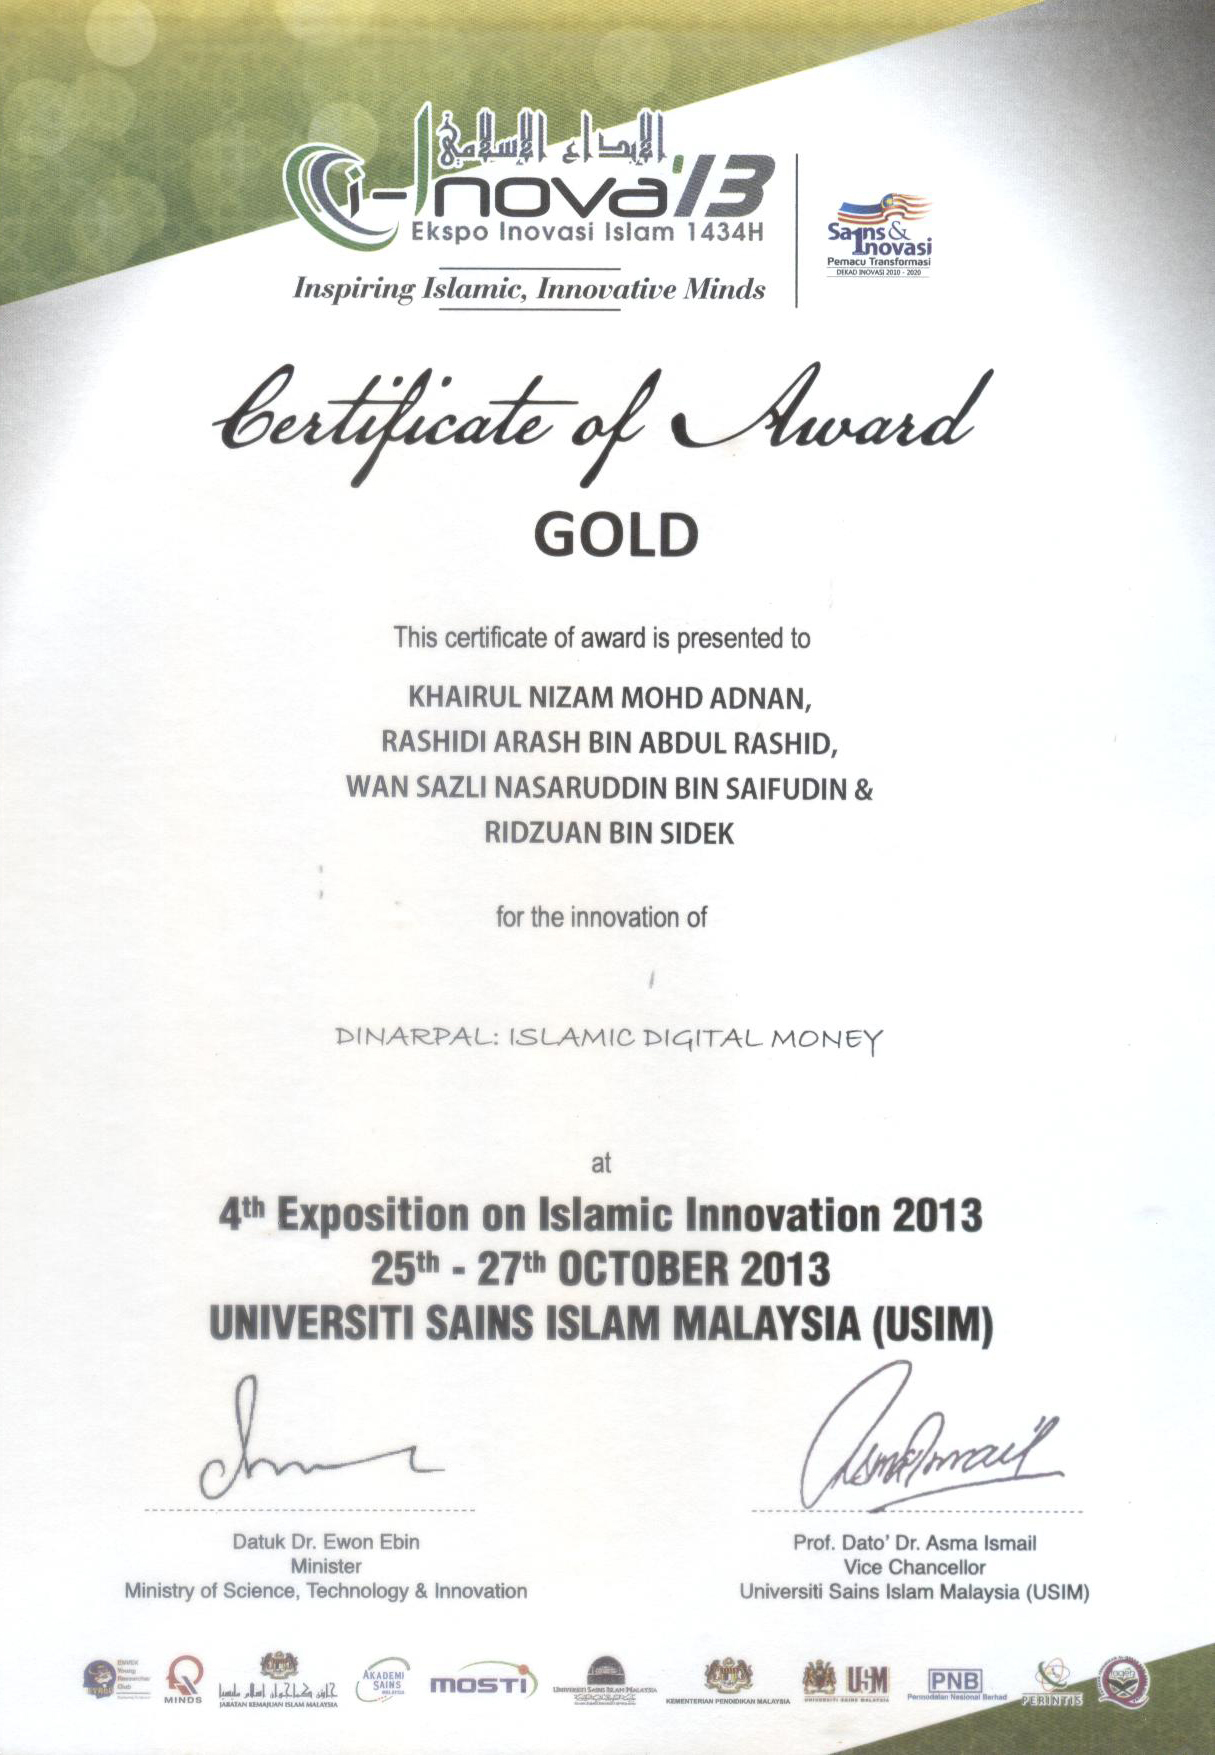 الإبداع الإسلامي
i-Inova'13
Ekspo Inovasi Islam 1434H
Inspiring Islamic, Innovative Minds
Sains &
Inovasi
Pemacu Transformasi
DEKAD INOVASI 2010 - 2020
Certificate of Award
GOLD
This certificate of award is presented to
KHAIRUL NIZAM MOHD ADNAN,
RASHIDI ARASH BIN ABDUL RASHID,
WAN SAZLI NASARUDDIN BIN SAIFUDIN &
RIDZUAN BIN SIDEK
for the innovation of
DINARPAL: ISLAMIC DIGITAL MONEY
at
4th Exposition on Islamic Innovation 2013
25th - 27th OCTOBER 2013
UNIVERSITI SAINS ISLAM MALAYSIA (USIM)
Asma Ismail
Datuk Dr. Ewon Ebin
Minister
Ministry of Science, Technology & Innovation
Prof. Dato' Dr. Asma Ismail
Vice Chancellor
Universiti Sains Islam Malaysia (USIM)
MINDS
JABATAN KEMAJUAN ISLAM MALAYSIA
AKADEMI
SAINS
MALAYSIA
MOSTI
UNIVERSITI SAINS ISLAM MALAYSIA
KEMENTERIAN PENDIDIKAN MALAYSIA
USM
UNIVERSITI SAINS MALAYSIA
PNB
Permodalan Nasional Berhad
PERINTIS